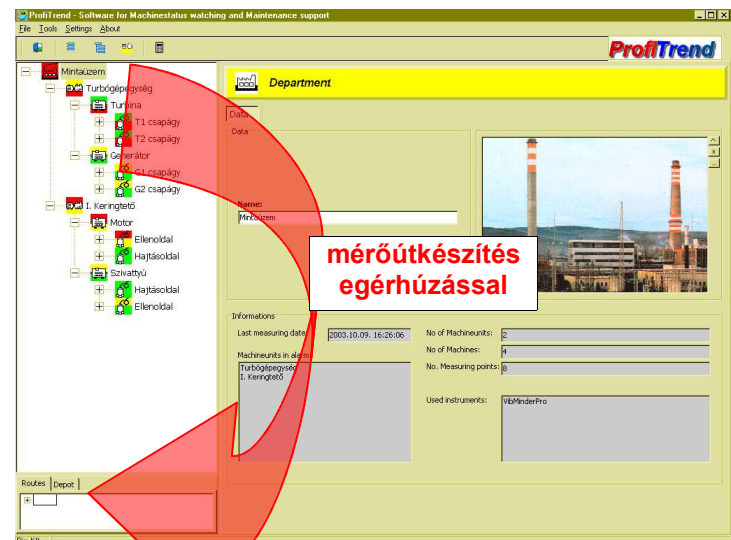 ProfiTrend - Software for Machinestatus watching and Maintenance support
File Tools Settings About
ProfiTrend
Mintaüzem
Turbógépegység
Turbina
T1 csapágy
T2 csapágy
Generátor
G1 csapágy
G2 csapágy
I. Keringtető
Motor
Ellenoldal
Hajtásoldal
Szivattyú
Hajtásoldal
Ellenoldal
Department
Data
Data
Name:
Mintaüzem
mérőútkészítés
egérhúzással
Informations
Last measuring date: 2003.10.09. 16:26:06
No of Machineunits: 2
No of Machines: 4
Machineunits in alarm:
No. Measuring points: 8
Turbógépegység
I. Keringtető
Used instruments: VibMinderPro
Routes Depot